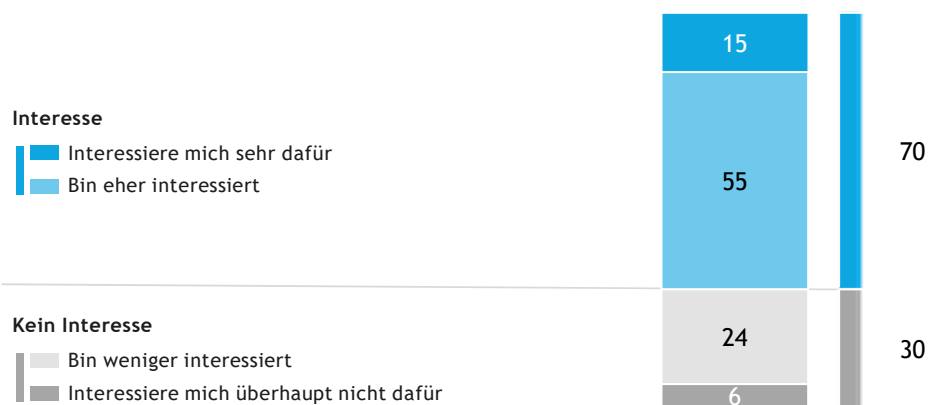 15
Interesse
Interessiere mich sehr dafür
70
Bin eher interessiert
55
Kein Interesse
24
30
Bin weniger interessiert
Interessiere mich überhaupt nicht dafür
6